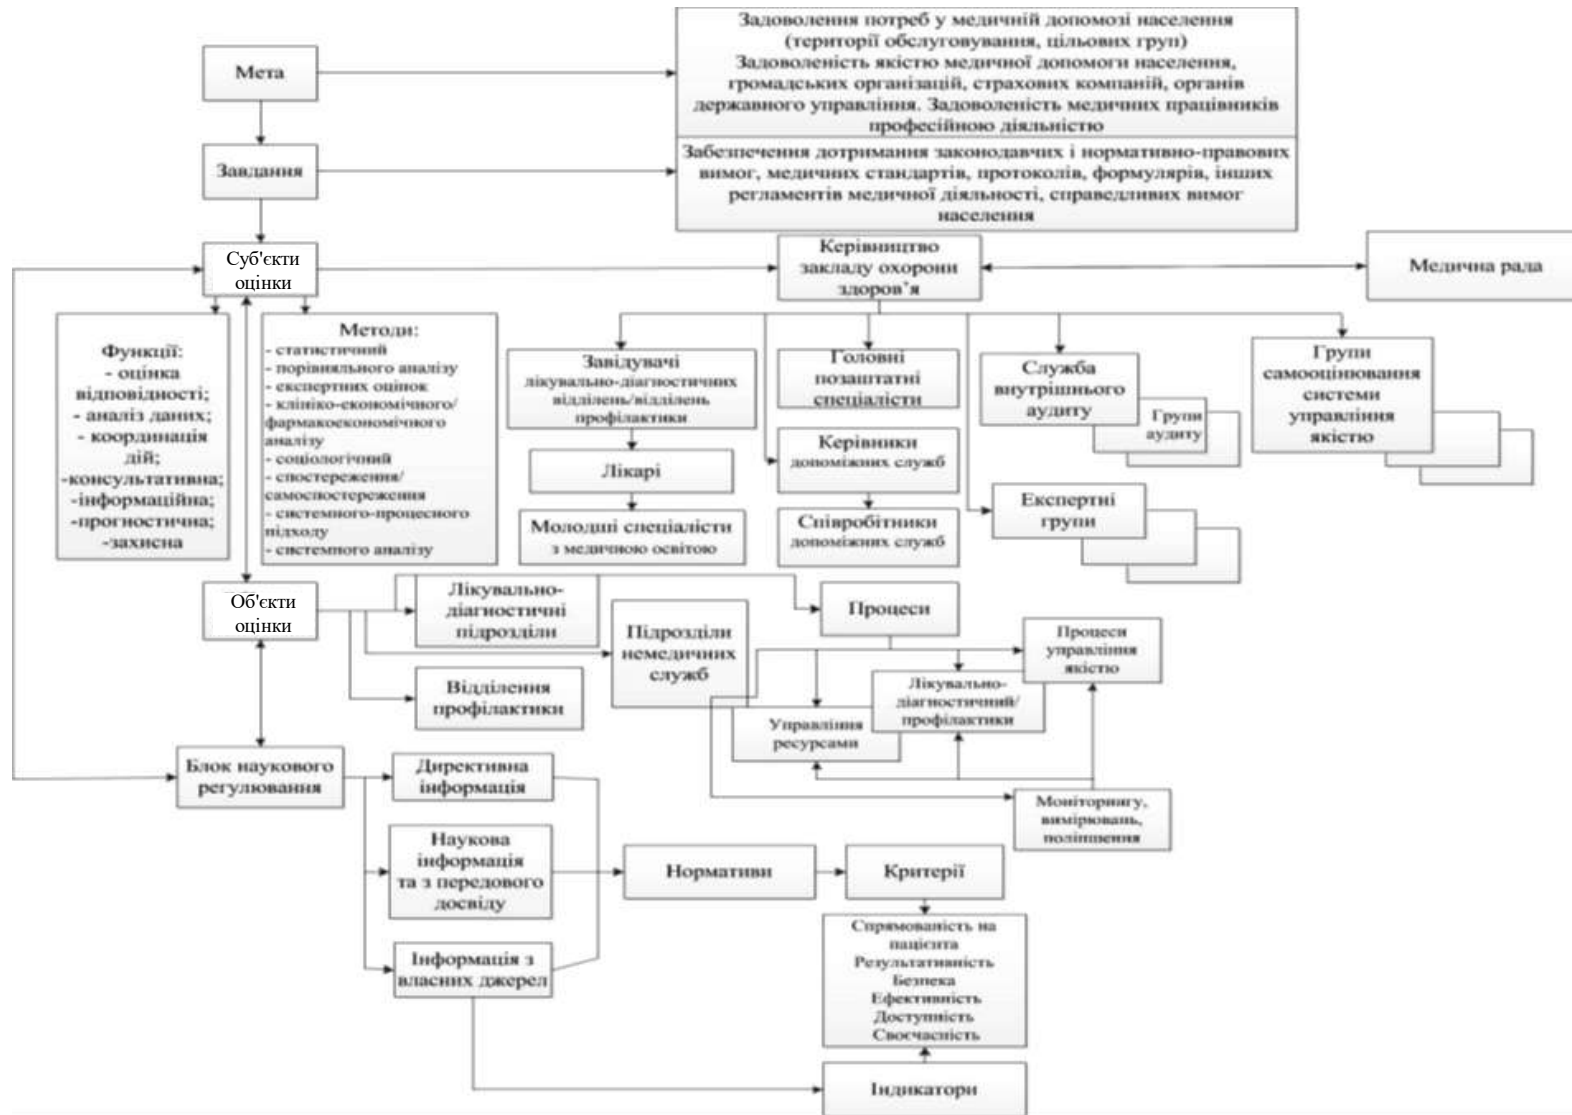 Мета
Задоволення потреб у медичній допомозі населення
(території обслуговування, цільових груп)
Задоволеність якістю медичної допомоги населення,
громадських організацій, страхових компаній, органів
державного управління. Задоволеність медичних працівників
професійною діяльністю
Завдання
Забезпечення дотримання законодавчих і нормативно-правових
вимог, медичних стандартів, протоколів, формулярів, інших
регламентів медичної діяльності, справедливих вимог
населення
Суб'єкти
оцінки
Керівництво
закладу охорони
здоров’я
Медична рада
Функції:
- оцінка
відповідності;
- аналіз даних;
- координація
дій;
-консультативна;
-інформаційна;
-прогностична;
-захисна
Методи:
- статистичний
- порівняльного аналізу
- експертних оцінок
- клініко-економічного/
фармакоекономічного
аналізу
- соціологічний
- спостереження/
самоспостереження
- системного-процесного
підходу
- системного аналізу
Завідувачі
лікувально-діагностичних
відділень/відділень
профілактики
Лікарі
Молодші спеціалісти
з медичною освітою
Головні
позаштатні
спеціалісти
Керівники
допоміжних служб
Співробітники
допоміжних служб
Служба
внутрішнього
аудиту
Групи
аудиту
Експертні
групи
Групи
самооцінювання
системи
управління
якістю
Об'єкти
оцінки
Лікувально-
діагностичні
підрозділи
Відділення
профілактики
Підрозділи
немедичних
служб
Процеси
Процеси
управління
якістю
Лікувально-
діагностичний/
профілактики
Управління
ресурсами
Моніторингу,
вимірювань,
поліпшення
Блок наукового
регулювання
Директивна
інформація
Наукова
інформація
та з передового
досвіду
Інформація з
власних джерел
Нормативи
Критерії
Спрямованість на
пацієнта
Результативність
Безпека
Ефективність
Доступність
Своєчасність
Індикатори